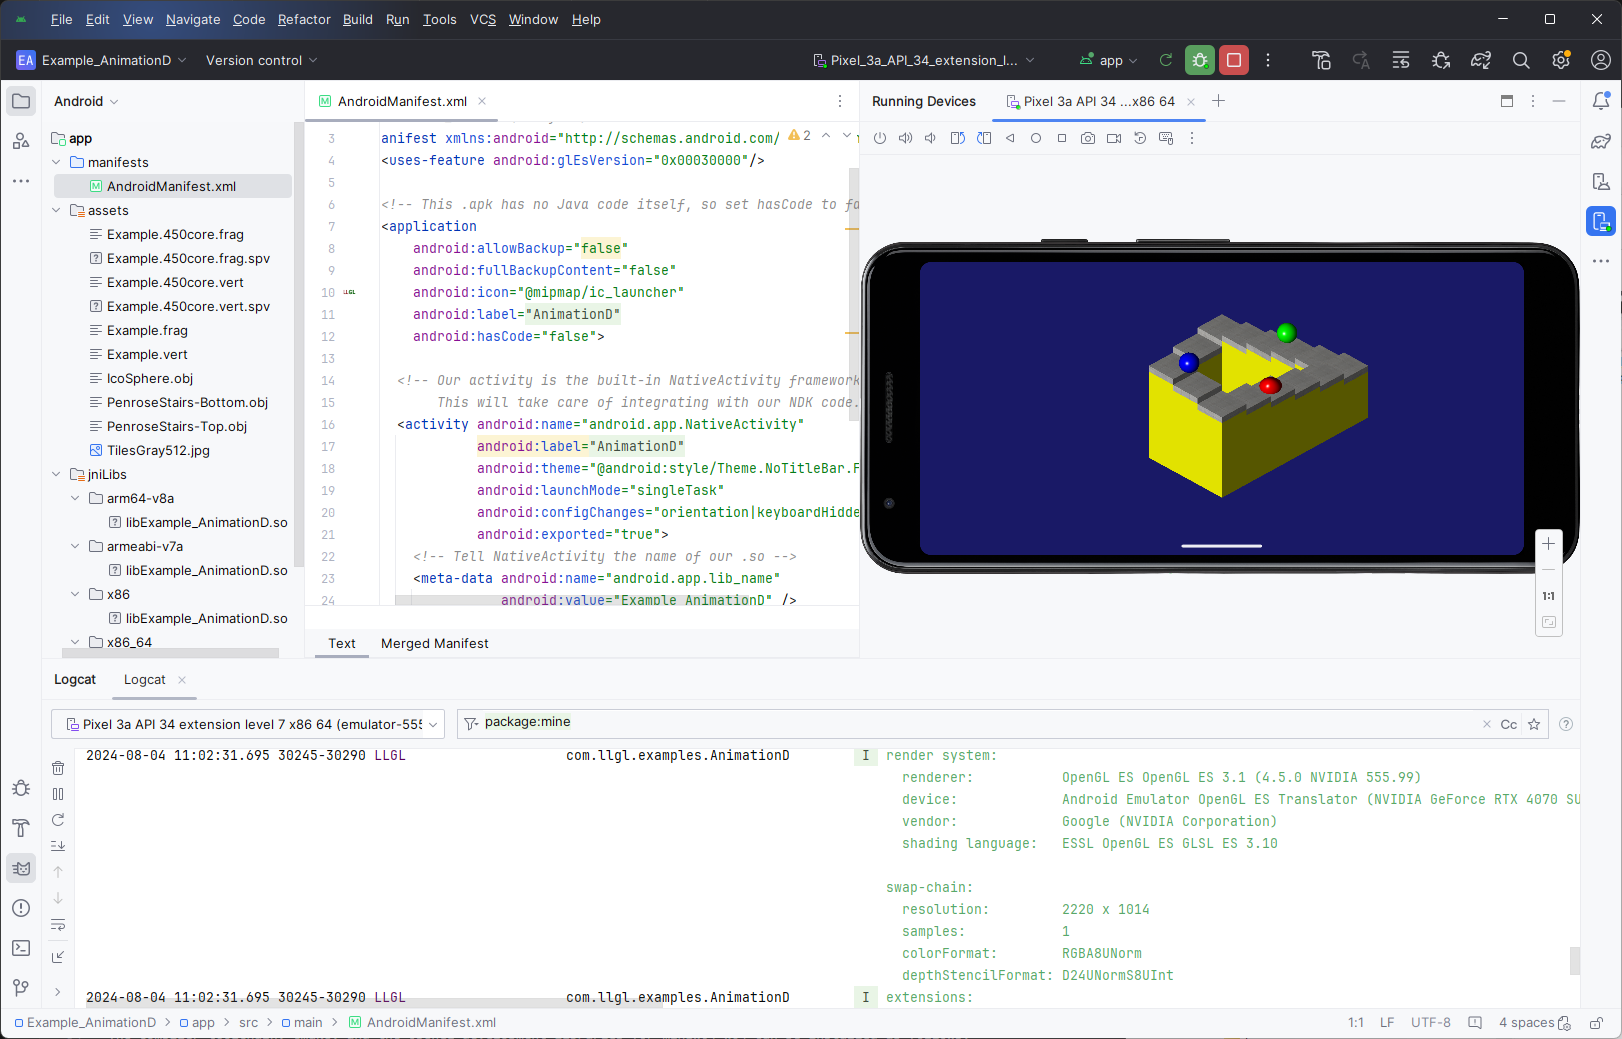 File Edit View Navigate Code Refactor Build Run Tools VCS Window Help
EA Example_AnimationD Version control Pixel_3a_API_34_extension_l... app
Android
AndroidManifest.xml
Running Devices Pixel 3a API 34 ...x86 64
app
manifests
AndroidManifest.xml
assets
Example.450core.frag
Example.450core.frag.spv
Example.450core.vert
Example.450core.vert.spv
Example.frag
Example.vert
IcoSphere.obj
PenroseStairs-Bottom.obj
PenroseStairs-Top.obj
TilesGray512.jpg
jniLibs
arm64-v8a
libExample_AnimationD.so
armeabi-v7a
libExample_AnimationD.so
x86
libExample_AnimationD.so
x86_64
2
3 anifest xmlns:android="http://schemas.android.com/
4 <uses-feature android:glEsVersion="0x00030000"/>
5
6 <!-- This .apk has no Java code itself, so set hasCode to fa
7 <application
8 android:allowBackup="false"
9 android:fullBackupContent="false"
10 LLGL android:icon="@mipmap/ic_launcher"
11 android:label="AnimationD"
12 android:hasCode="false">
13
14 <!-- Our activity is the built-in NativeActivity framework
15 This will take care of integrating with our NDK code.
16 <activity android:name="android.app.NativeActivity"
17 android:label="AnimationD"
18 android:theme="@android:style/Theme.NoTitleBar.F
19 android:launchMode="singleTask"
20 android:configChanges="orientation|keyboardHidde
21 android:exported="true">
22 <!-- Tell NativeActivity the name of our .so -->
23 <meta-data android:name="android.app.lib_name"
24 android:value="Example_AnimationD" />
Text Merged Manifest
1:1
Logcat Logcat
Pixel 3a API 34 extension level 7 x86 64 (emulator-555 package:mine Cc
2024-08-04 11:02:31.695 30245-30290 LLGL com.llgl.examples.AnimationD I render system:
renderer: OpenGL ES OpenGL ES 3.1 (4.5.0 NVIDIA 555.99)
device: Android Emulator OpenGL ES Translator (NVIDIA GeForce RTX 4070 SU
vendor: Google (NVIDIA Corporation)
shading language: ESSL OpenGL ES GLSL ES 3.10
swap-chain:
resolution: 2220 x 1014
samples: 1
colorFormat: RGBA8UNorm
depthStencilFormat: D24UNormS8UInt
2024-08-04 11:02:31.695 30245-30290 LLGL com.llgl.examples.AnimationD I extensions:
Example_AnimationD > app > src > main > AndroidManifest.xml 1:1 LF UTF-8 4 spaces